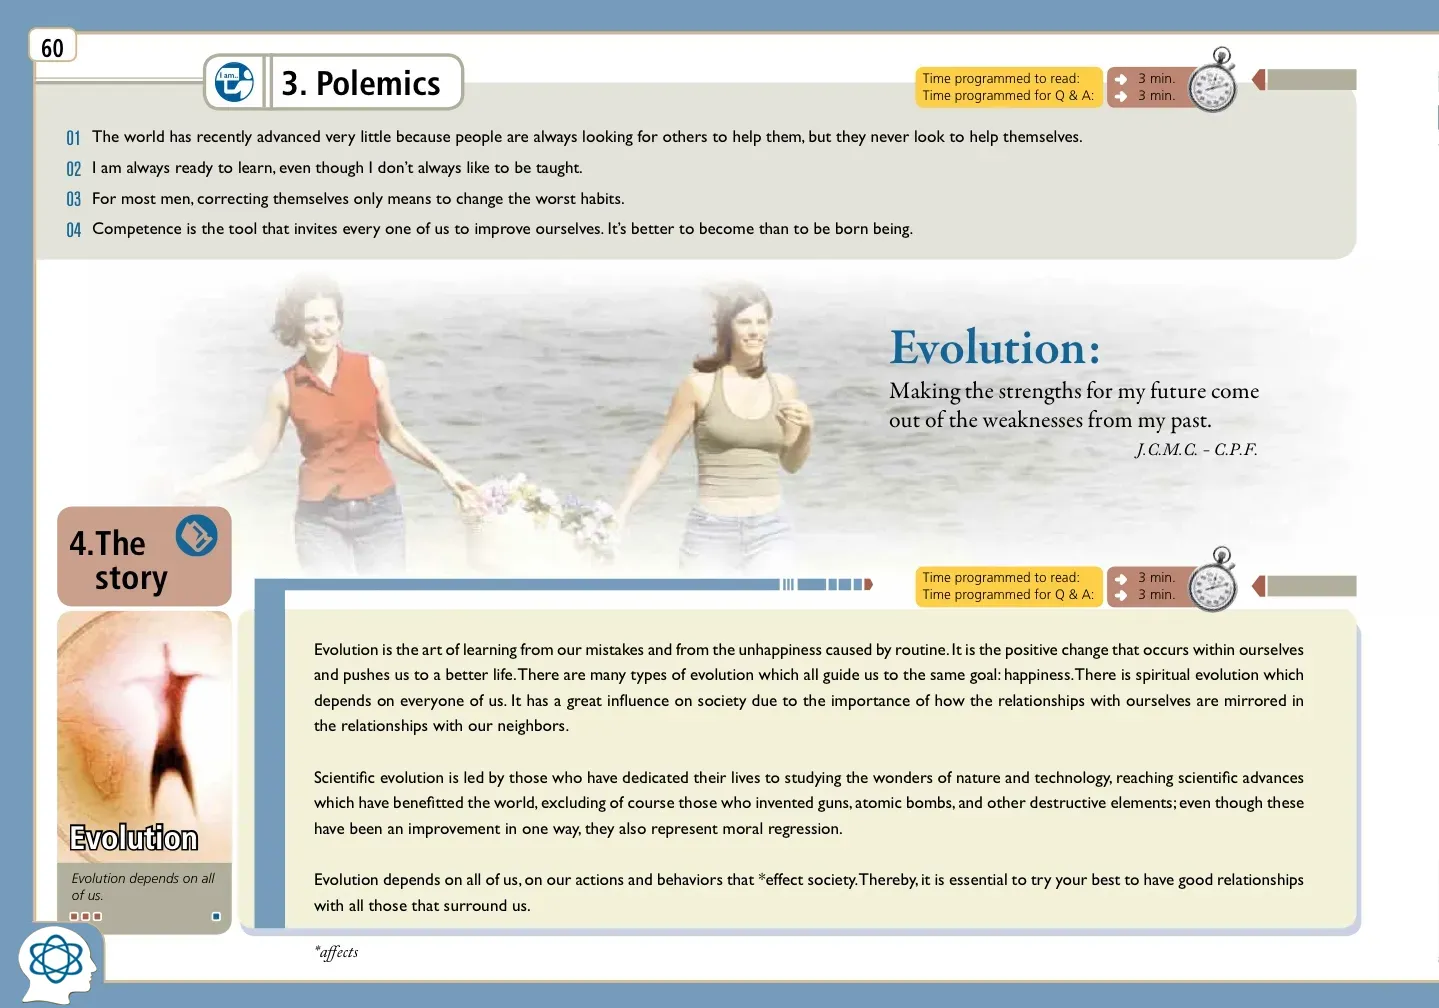 60
I am..
3. Polemics
Time programmed to read: 3 min.
Time programmed for Q & A: 3 min.
01 The world has recently advanced very little because people are always looking for others to help them, but they never look to help themselves.
02 I am always ready to learn, even though I don't always like to be taught.
03 For most men, correcting themselves only means to change the worst habits.
04 Competence is the tool that invites every one of us to improve ourselves. It's better to become than to be born being.
Evolution:
Making the strengths for my future come
out of the weaknesses from my past.
J.C.M.C. - C.P.F.
4.The
story
Time programmed to read: 3 min.
Time programmed for Q & A: 3 min.
Evolution
Evolution depends on all
of us.
Evolution is the art of learning from our mistakes and from the unhappiness caused by routine. It is the positive change that occurs within ourselves
and pushes us to a better life. There are many types of evolution which all guide us to the same goal: happiness. There is spiritual evolution which
depends on everyone of us. It has a great influence on society due to the importance of how the relationships with ourselves are mirrored in
the relationships with our neighbors.
Scientific evolution is led by those who have dedicated their lives to studying the wonders of nature and technology, reaching scientific advances
which have benefitted the world, excluding of course those who invented guns, atomic bombs, and other destructive elements; even though these
have been an improvement in one way, they also represent moral regression.
Evolution depends on all of us, on our actions and behaviors that *effect society. Thereby, it is essential to try your best to have good relationships
with all those that surround us.
*affects